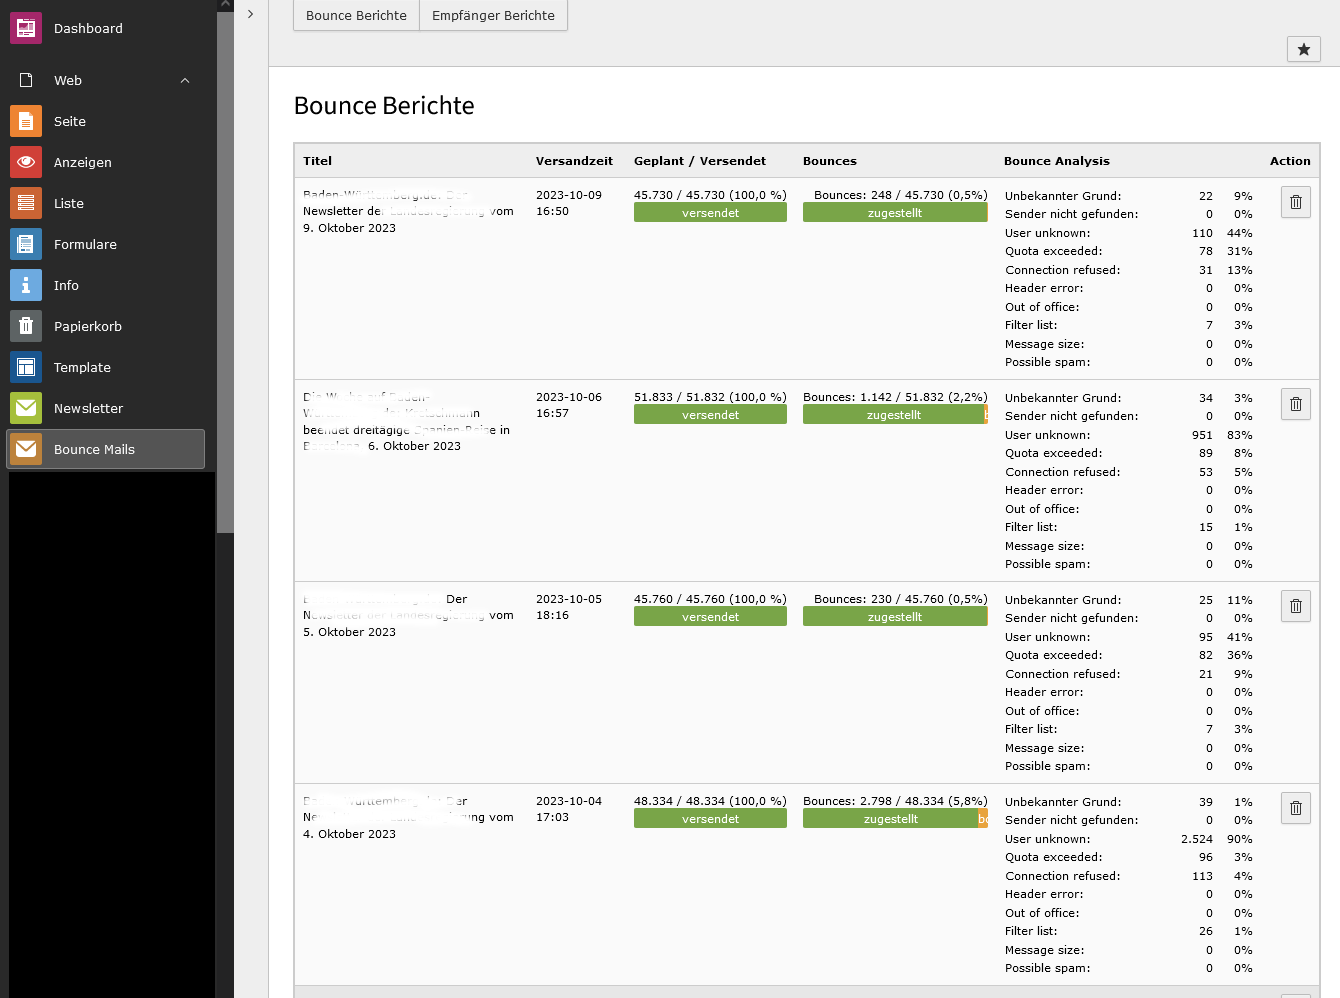 Bounce Berichte Empfänger Berichte
Dashboard
Web
Seite
Anzeigen
Liste
Formulare
Info
Papierkorb
Template
Newsletter
Bounce Mails
Bounce Berichte
Titel Versandzeit Geplant / Versendet Bounces Bounce Analysis Action
Baden-Württemberg.de: Der
Newsletter der Landesregierung vom
9. Oktober 2023
2023-10-09
16:50
45.730 / 45.730 (100,0 %)
versendet
Bounces: 248 / 45.730 (0,5%)
zugestellt
Unbekannter Grund: 22 9%
Sender nicht gefunden: 0 0%
User unknown: 110 44%
Quota exceeded: 78 31%
Connection refused: 31 13%
Header error: 0 0%
Out of office: 0 0%
Filter list: 7 3%
Message size: 0 0%
Possible spam: 0 0%
Die Woche auf Baden-
Kretschmann
beendet dreitägige Spanien-Reise in
Barcelona 6. Oktober 2023
2023-10-06
16:57
51.833 / 51.832 (100,0 %)
versendet
Bounces: 1.142 / 51.832 (2,2%)
zugestellt
Unbekannter Grund: 34 3%
Sender nicht gefunden: 0 0%
User unknown: 951 83%
Quota exceeded: 89 8%
Connection refused: 53 5%
Header error: 0 0%
Out of office: 0 0%
Filter list: 15 1%
Message size: 0 0%
Possible spam: 0 0%
Der
Newsletter der Landesregierung vom
5. Oktober 2023
2023-10-05
18:16
45.760 / 45.760 (100,0 %)
versendet
Bounces: 230 / 45.760 (0,5%)
zugestellt
Unbekannter Grund: 25 11%
Sender nicht gefunden: 0 0%
User unknown: 95 41%
Quota exceeded: 82 36%
Connection refused: 21 9%
Header error: 0 0%
Out of office: 0 0%
Filter list: 7 3%
Message size: 0 0%
Possible spam: 0 0%
Der
vom
4. Oktober 2023
2023-10-04
17:03
48.334 / 48.334 (100,0 %)
versendet
Bounces: 2.798 / 48.334 (5,8%)
zugestellt bo
Unbekannter Grund: 39 1%
Sender nicht gefunden: 0 0%
User unknown: 2.524 90%
Quota exceeded: 96 3%
Connection refused: 113 4%
Header error: 0 0%
Out of office: 0 0%
Filter list: 26 1%
Message size: 0 0%
Possible spam: 0 0%